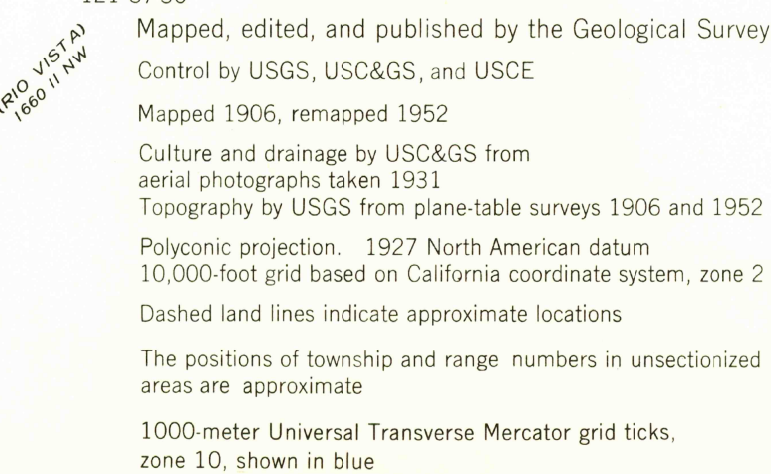 Mapped, edited, and published by the Geological Survey
(RIO VISTA)
1660 II NW
Control by USGS, USC&GS, and USCE
Mapped 1906, remapped 1952
Culture and drainage by USC&GS from
aerial photographs taken 1931
Topography by USGS from plane-table surveys 1906 and 1952
Polyconic projection. 1927 North American datum
10,000-foot grid based on California coordinate system, zone 2
Dashed land lines indicate approximate locations
The positions of township and range numbers in unsectionized
areas are approximate
1000-meter Universal Transverse Mercator grid ticks,
zone 10, shown in blue